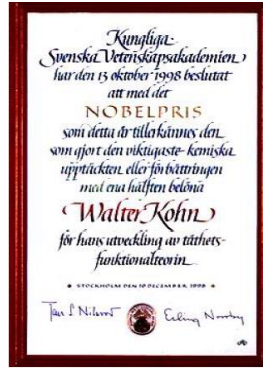 Kungliga
Svenska Vetenskapsakademien
har den 13 oktober 1998 beslutat
att med det
NOBELPRIS
som detta år tillerkännes den
som gjort den viktigaste kemiska
upptäckten eller förbättringen
med ena hälften belöna
Walter Kohn
för hans utveckling av täthets-
funktionalteorin
STOCKHOLM DEN 10 DECEMBER 1998
Erling Norrby